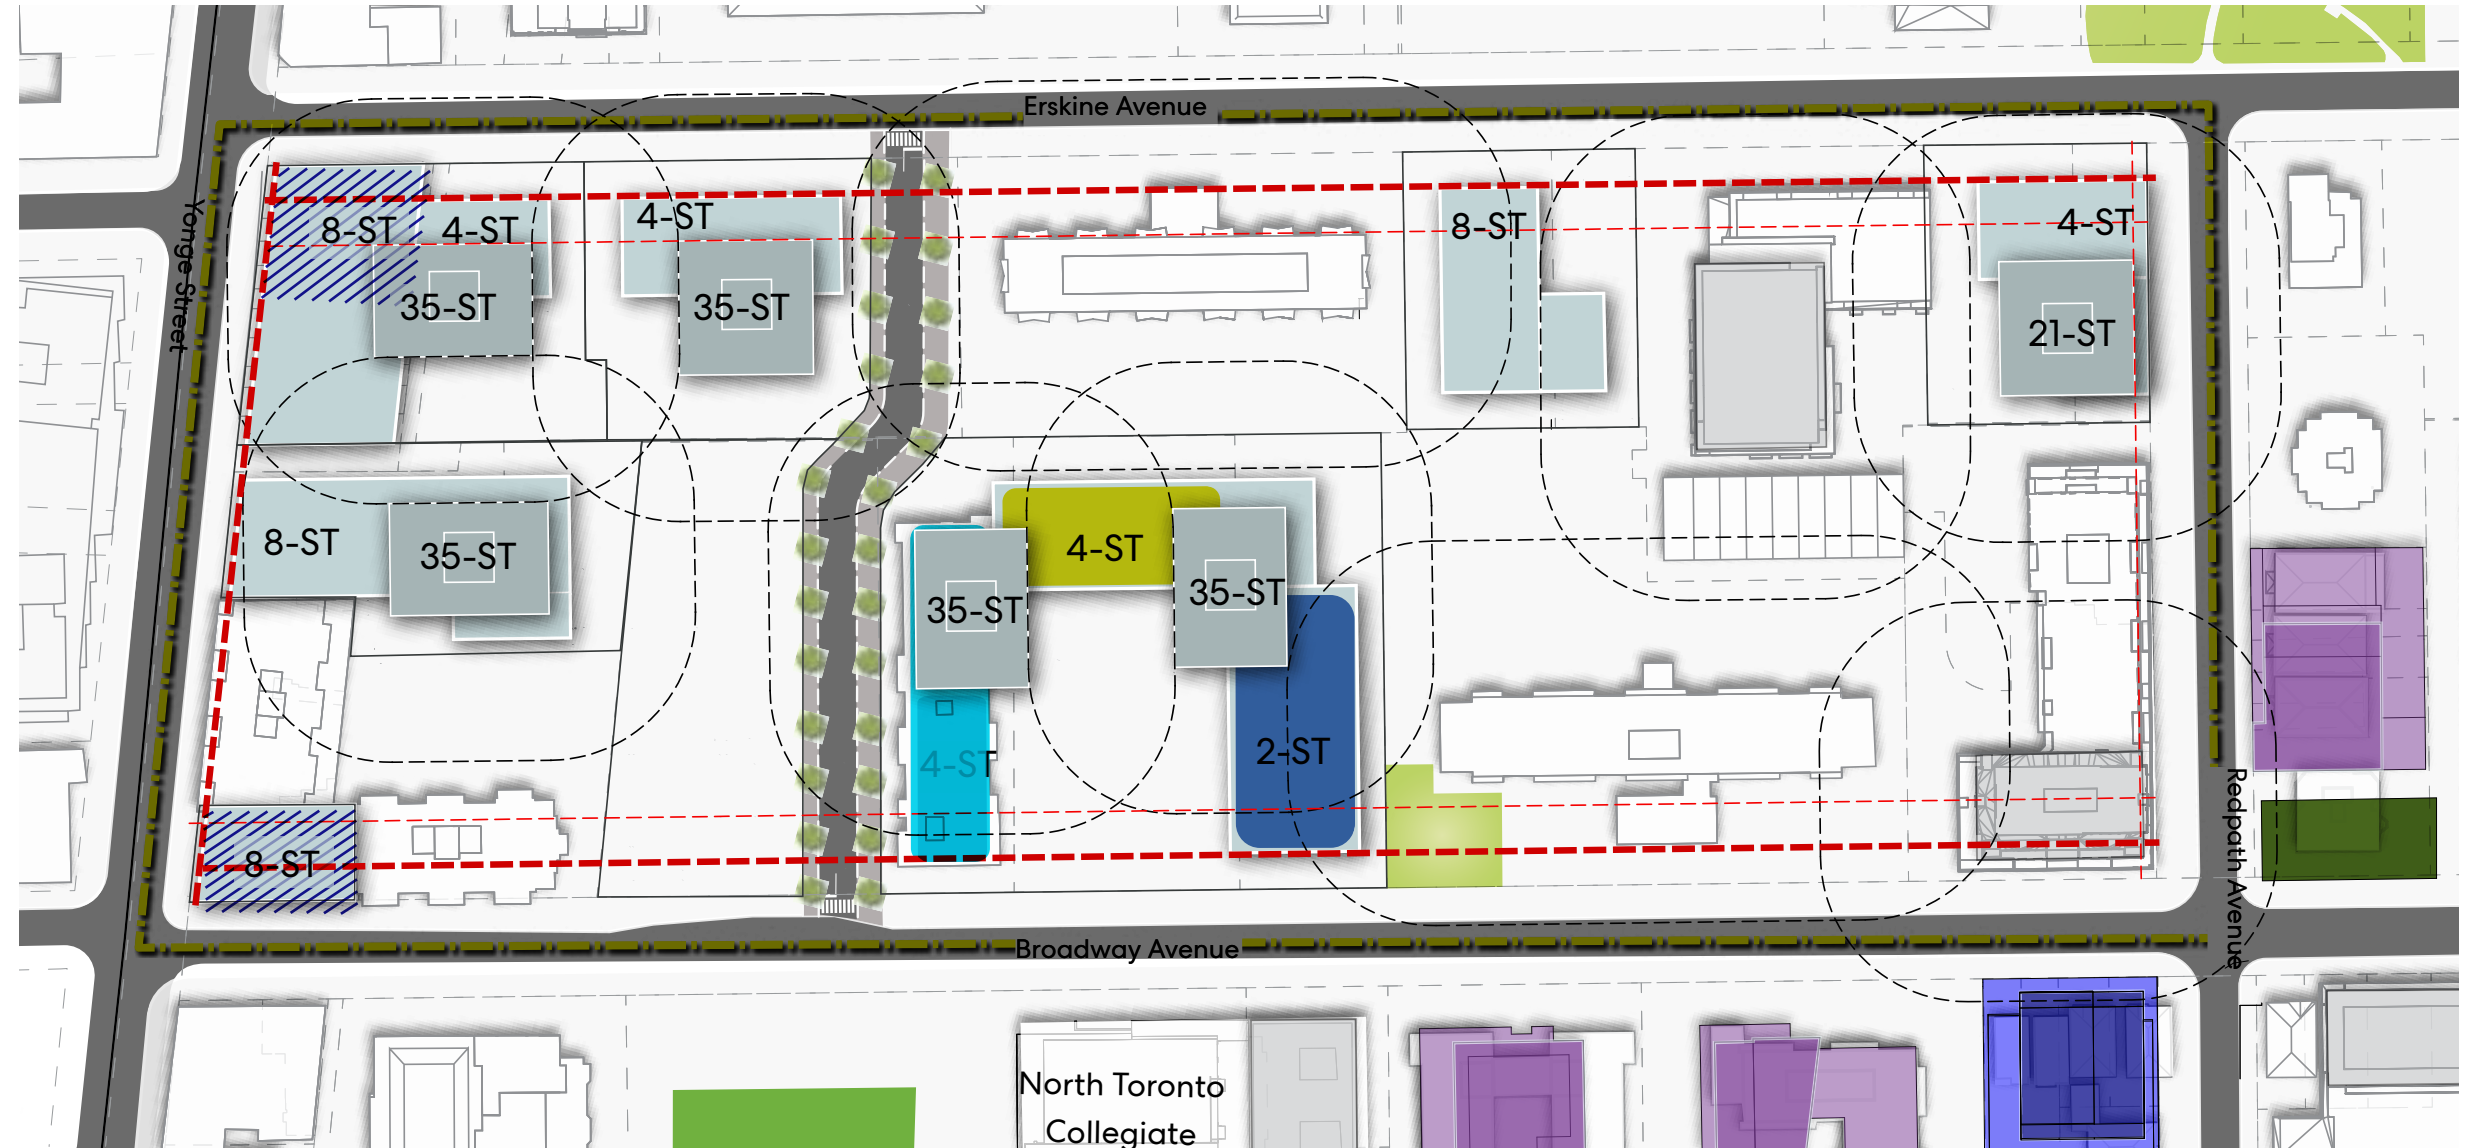 Erskine Avenue
Yonge Street
8-ST
4-ST
4-ST
8-ST
4-ST
35-ST
35-ST
21-ST
8-ST
35-ST
4-ST
35-ST
35-ST
4-ST
2-ST
8-ST
Redpath Avenue
Broadway Avenue
North Toronto
Collegiate